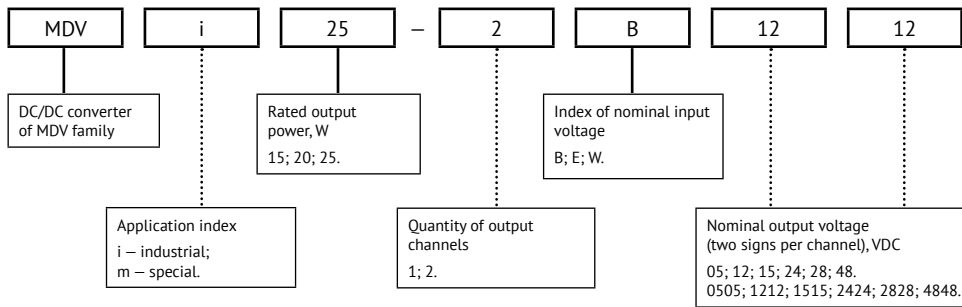 MDV i 25 – 2 B 12 12
DC/DC converter
of MDV family
Rated output
power, W
15; 20; 25.
Index of nominal input
voltage
B; E; W.
Application index
i – industrial;
m – special.
Quantity of output
channels
1; 2.
Nominal output voltage
(two signs per channel), VDC
05; 12; 15; 24; 28; 48.
0505; 1212; 1515; 2424; 2828; 4848.